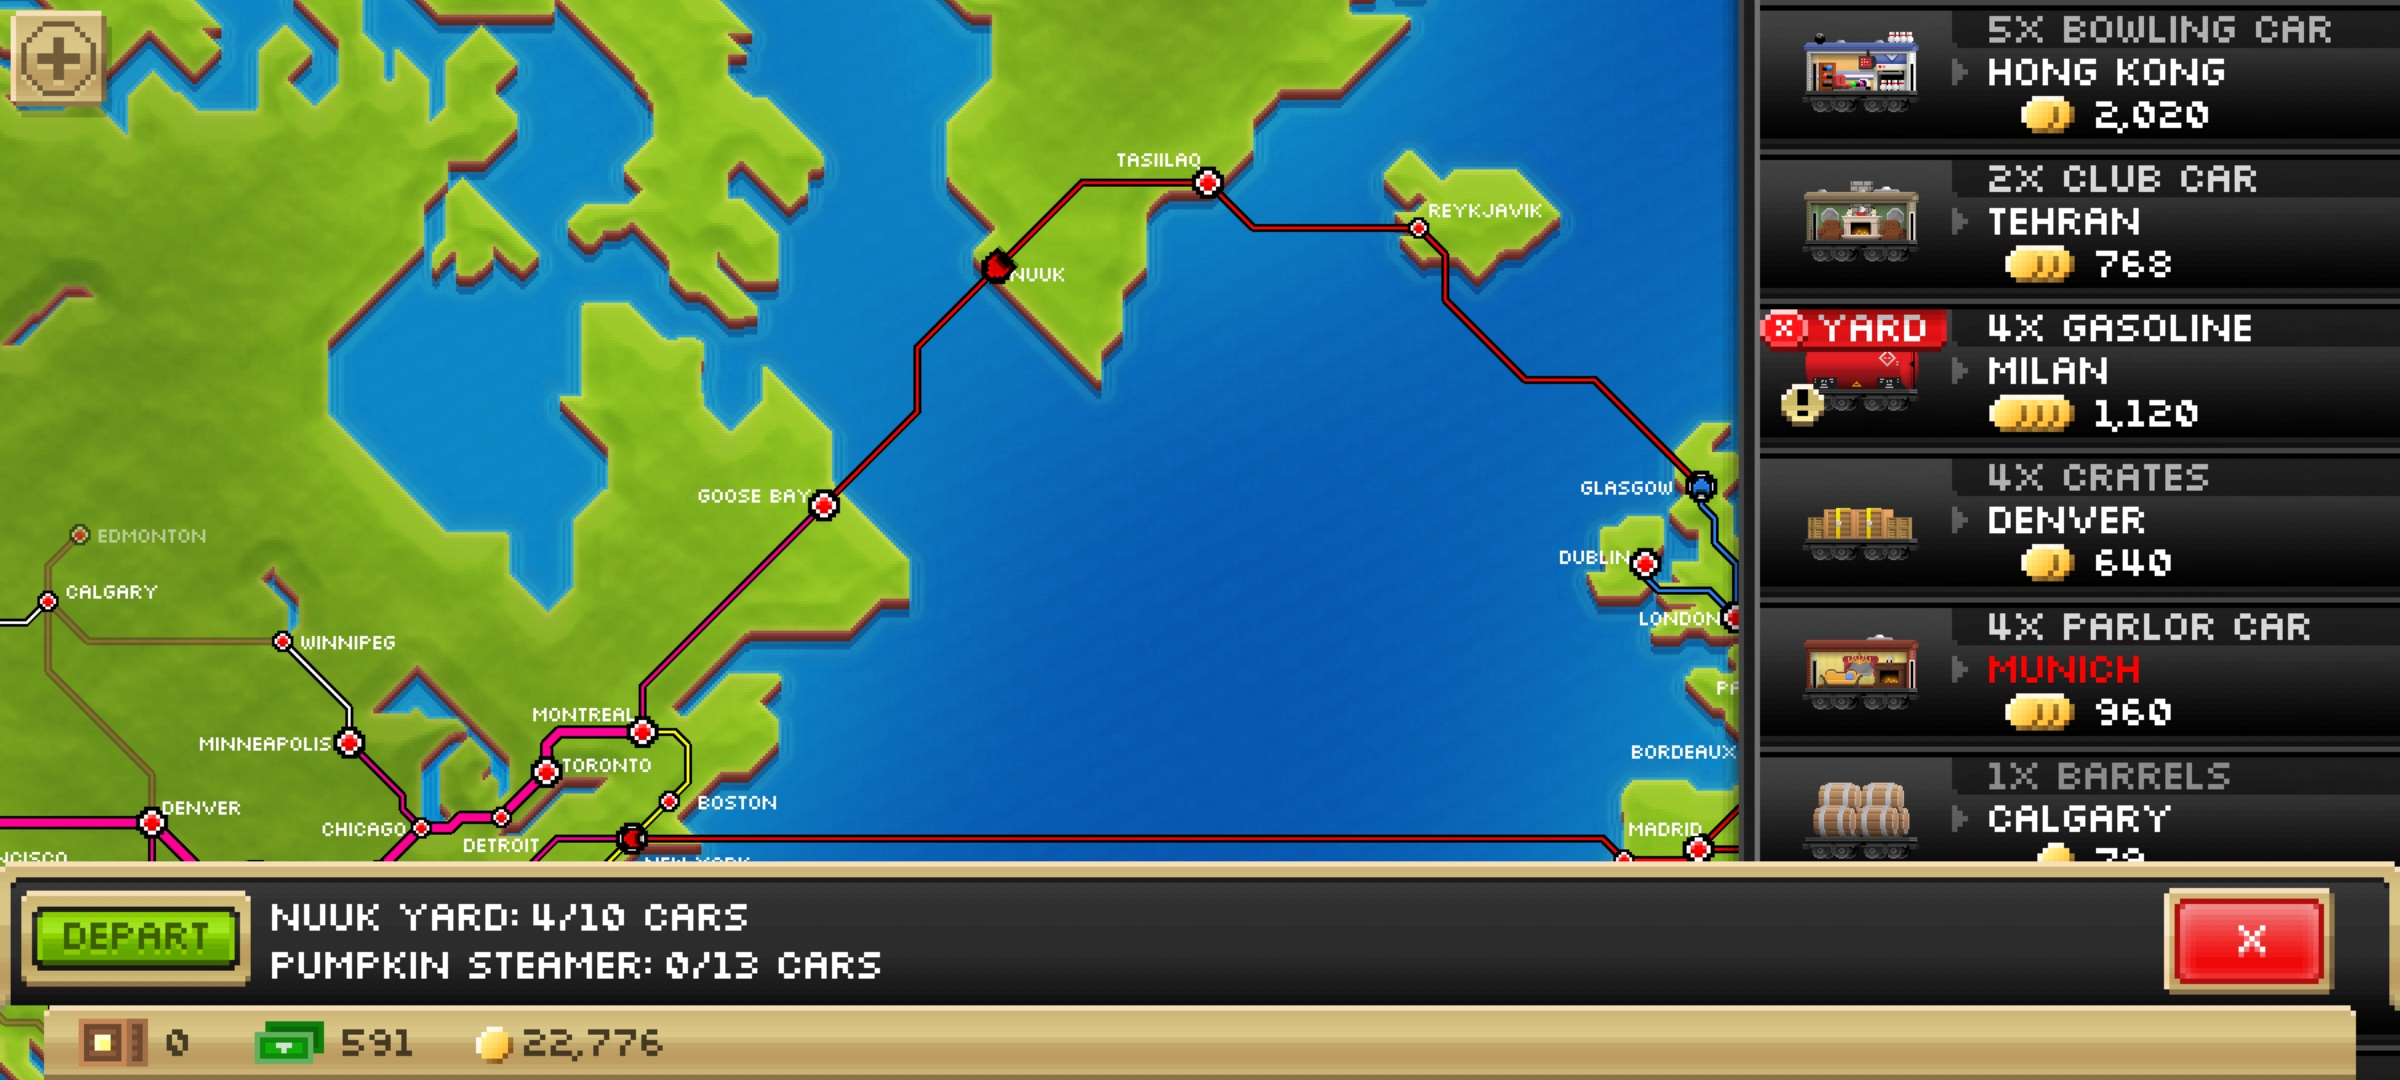 TASIILAQ
REYKJAVIK
NUUK
GLASGOW
GOOSE BAY
EDMONTON
DUBLIN
CALGARY
LONDON
WINNIPEG
MONTREAL
MINNEAPOLIS
BORDEAUX
TORONTO
DENVER
BOSTON
CHICAGO
MADRID
DETROIT
5X BOWLING CAR
HONG KONG
2,020
2X CLUB CAR
TEHRAN
768
YARD
4X GASOLINE
MILAN
1,120
4X CRATES
DENVER
640
4X PARLOR CAR
MUNICH
960
1X BARRELS
CALGARY
DEPART
NUUK YARD: 4/10 CARS
PUMPKIN STEAMER: 0/13 CARS
X
0
591
22,776